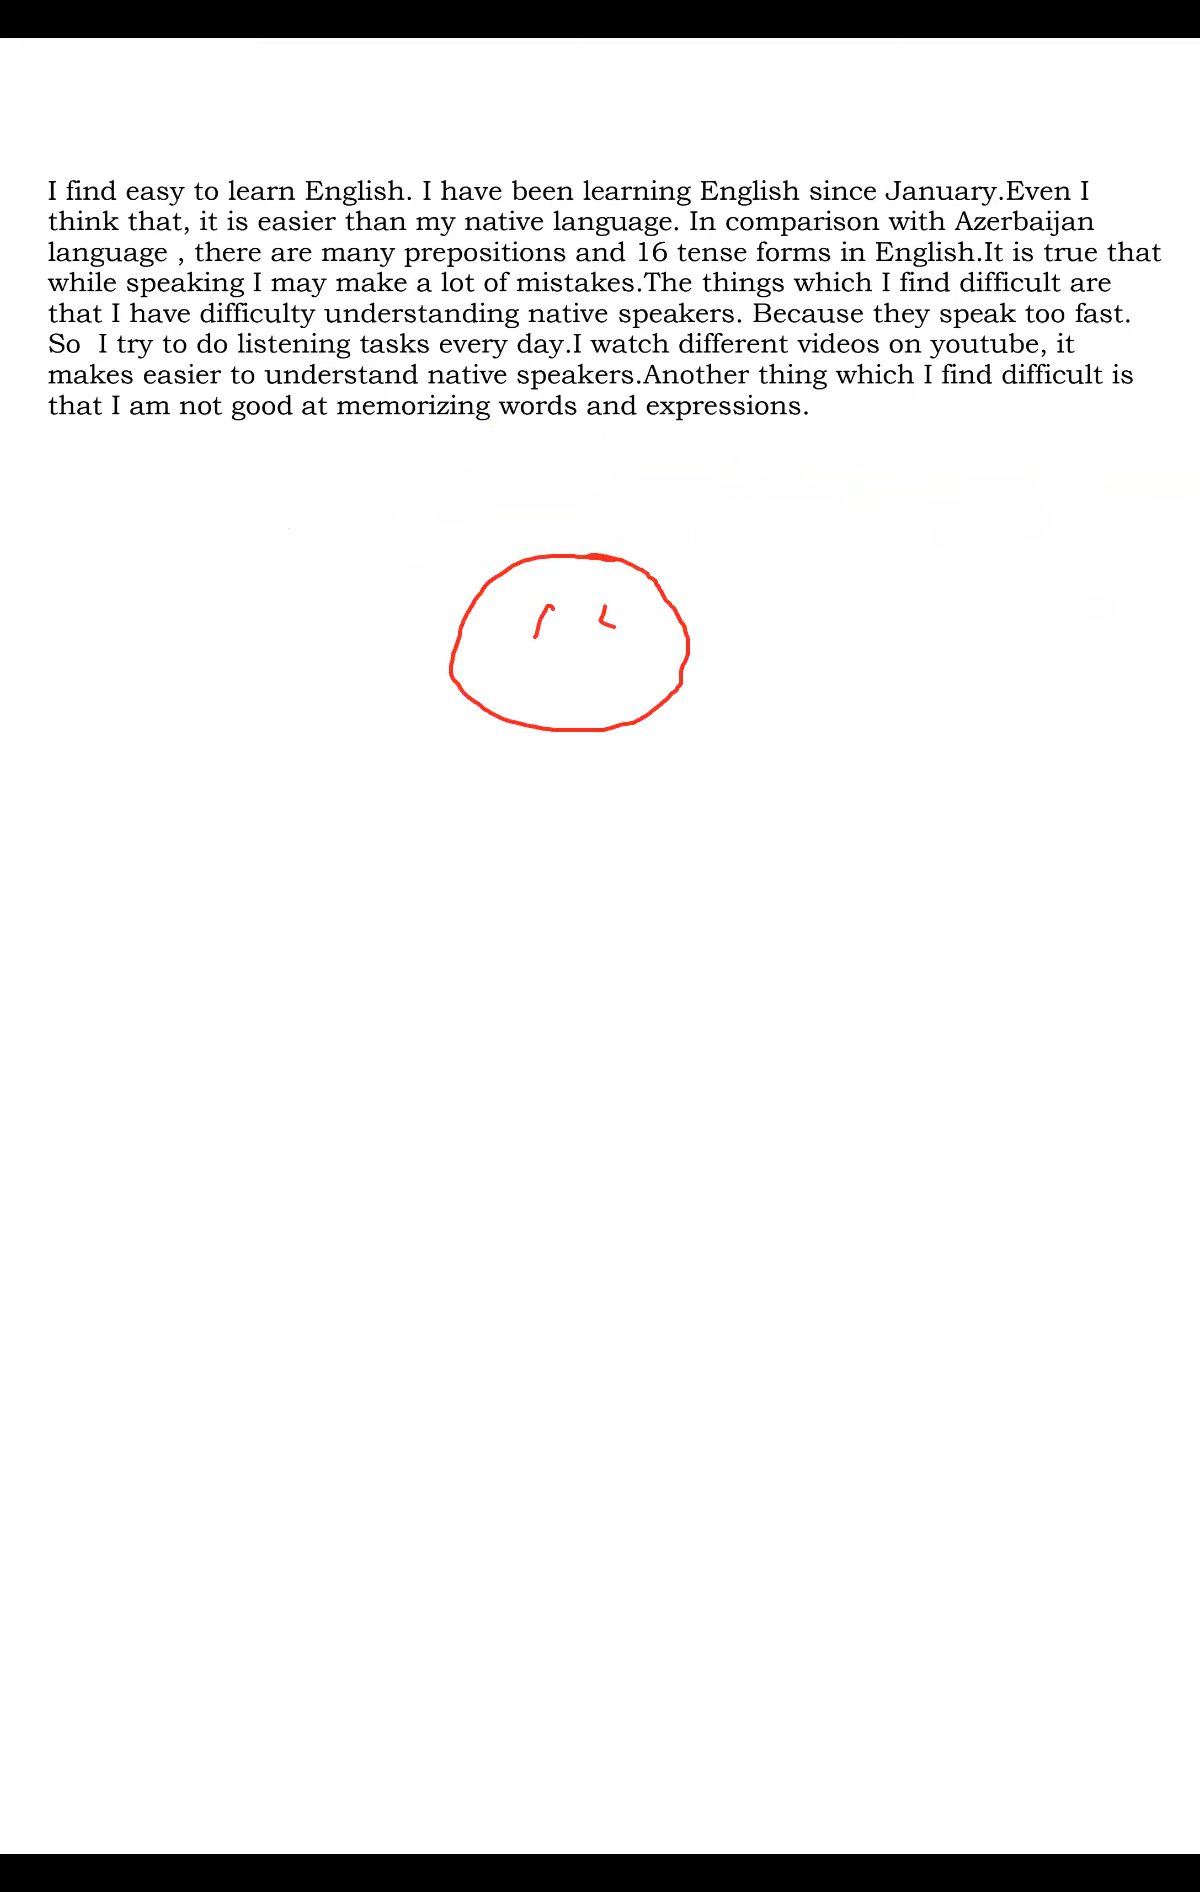 I find easy to learn English. I have been learning English since January.Even I
think that, it is easier than my native language. In comparison with Azerbaijan
language , there are many prepositions and 16 tense forms in English.It is true that
while speaking I may make a lot of mistakes.The things which I find difficult are
that I have difficulty understanding native speakers. Because they speak too fast.
So  I try to do listening tasks every day.I watch different videos on youtube, it
makes easier to understand native speakers.Another thing which I find difficult is
that I am not good at memorizing words and expressions.